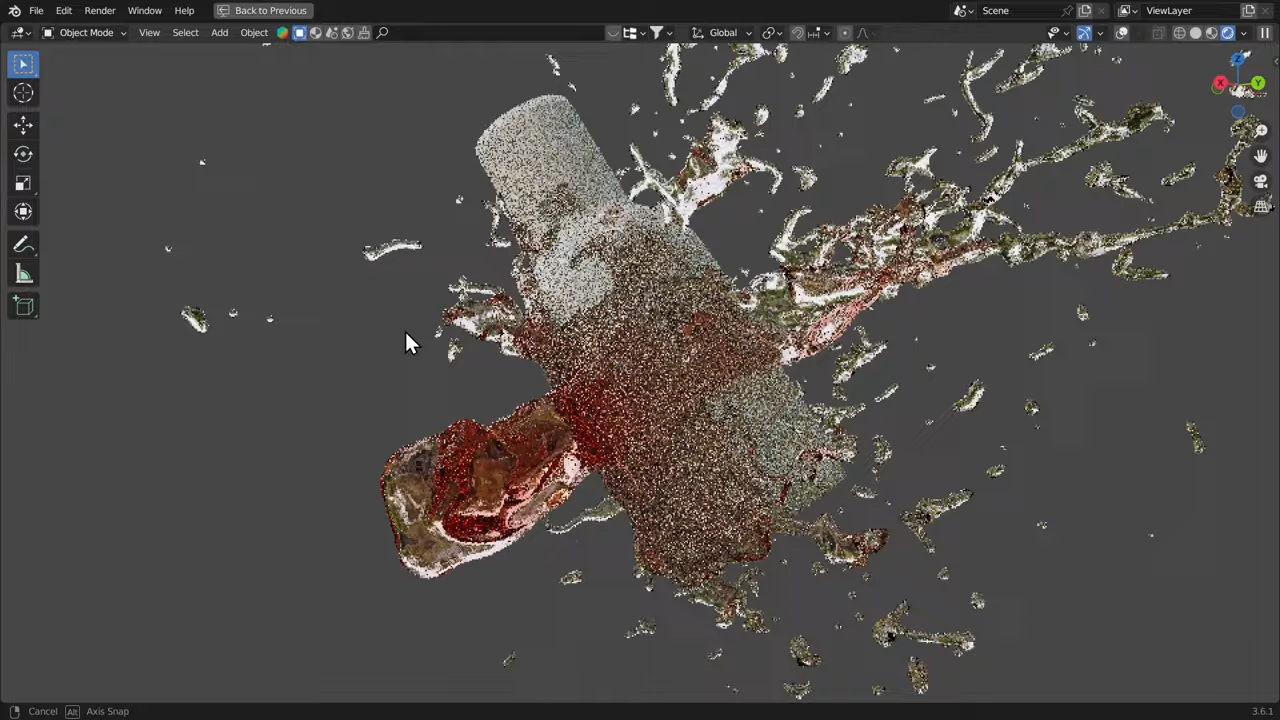 File Edit Render Window Help Back to Previous Scene ViewLayer
Object Mode View Select Add Object Global
Z
X Y
Cancel Alt Axis Snap 3.6.1